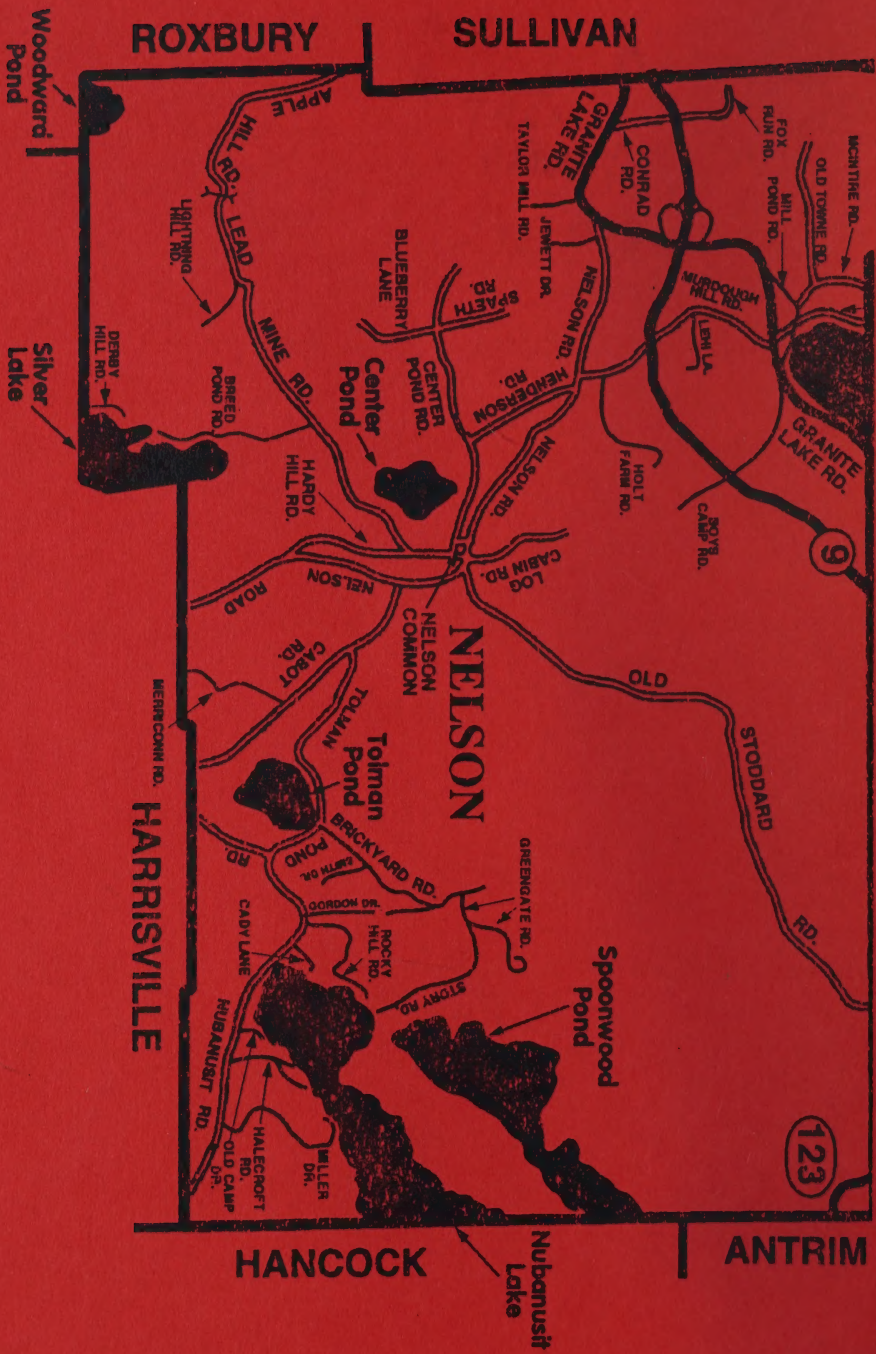 ROXBURY
SULLIVAN
Woodward
Pond
APPLE
HILL RD.
LEAD
MINE RD.
LIGHTNING
HILL RD.
GRANITE
LAKE RD.
TAYLOR MILL RD.
CONRAD
RD.
FOX
RUN RD.
MILL
POND RD.
OLD TOWNE RD.
MCINTIRE RD.
JEWETT DR.
NELSON RD.
MURDOUGH
HILL RD.
LEHI LA.
GRANITE
LAKE RD.
BLUEBERRY
LANE
SPAETH
RD.
CENTER
POND RD.
HENDERSON
RD.
NELSON RD.
HOLT
FARM RD.
BOYS
CAMP RD.
9
Silver
Lake
DERBY
HILL RD.
BREED
POND RD.
Center
Pond
HARDY
HILL RD.
LOG
CABIN RD.
NELSON
COMMON
NELSON
ROAD
NELSON
OLD
STODDARD
RD.
CABOT
RD.
MERRICONN RD.
TOLMAN
POND
RD.
Tolman
Pond
BRICKYARD RD.
GREENGATE RD.
GORDON DR.
ROCKY
HILL RD.
STORY RD
CADY LANE
Spoonwood
Pond
HARRISVILLE
NUBANUSIT RD.
HALECROFT
RD.
OLD CAMP
DR.
MILLER
DR.
123
Nubanusit
Lake
HANCOCK
ANTRIM